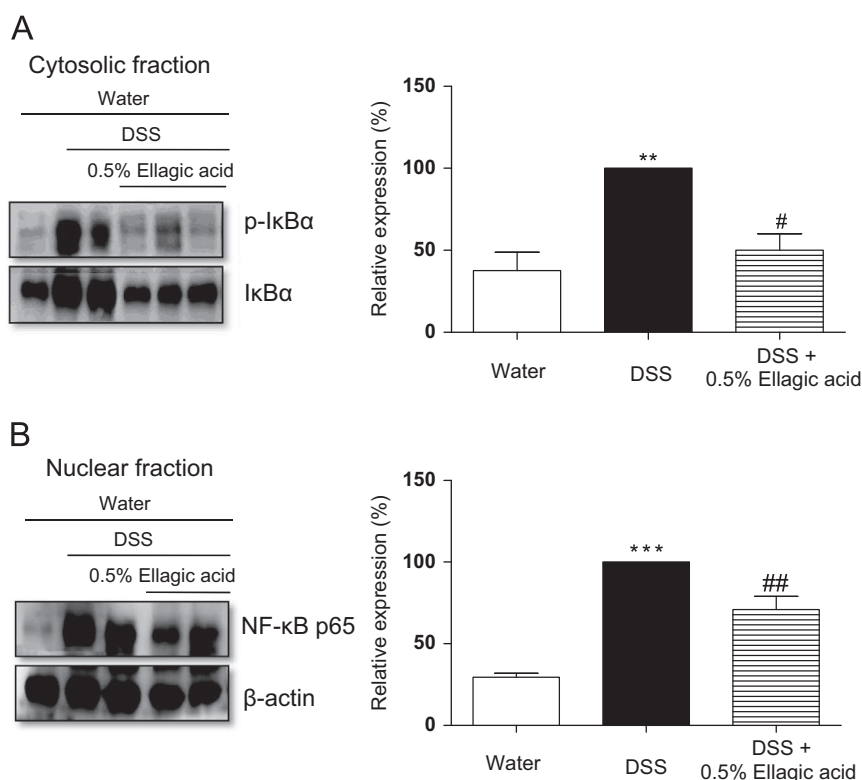 A
Cytosolic fraction
Water
DSS
0.5% Ellagic acid
p-IκBα
IκBα
Relative expression (%)
150
100
50
0
**
#
Water
DSS
DSS +
0.5% Ellagic acid
B
Nuclear fraction
Water
DSS
0.5% Ellagic acid
NF-κB p65
β-actin
Relative expression (%)
150
100
50
0
***
##
Water
DSS
DSS +
0.5% Ellagic acid